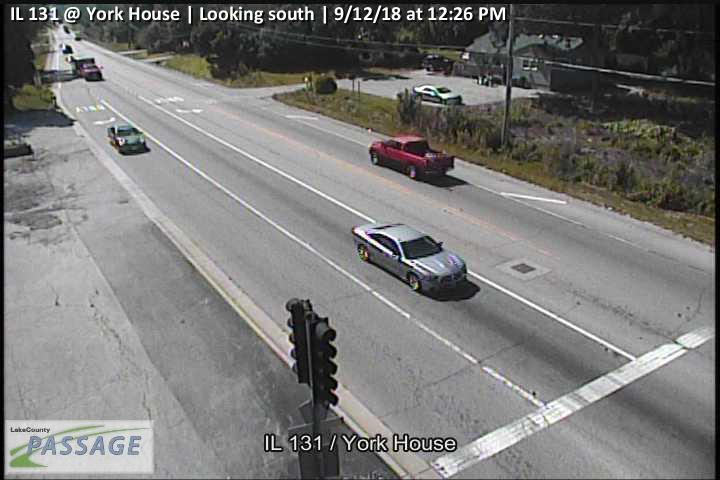 IL 131 @ York House | Looking south | 9/12/18 at 12:26 PM
LakeCounty
PASSAGE
IL 131 / York House